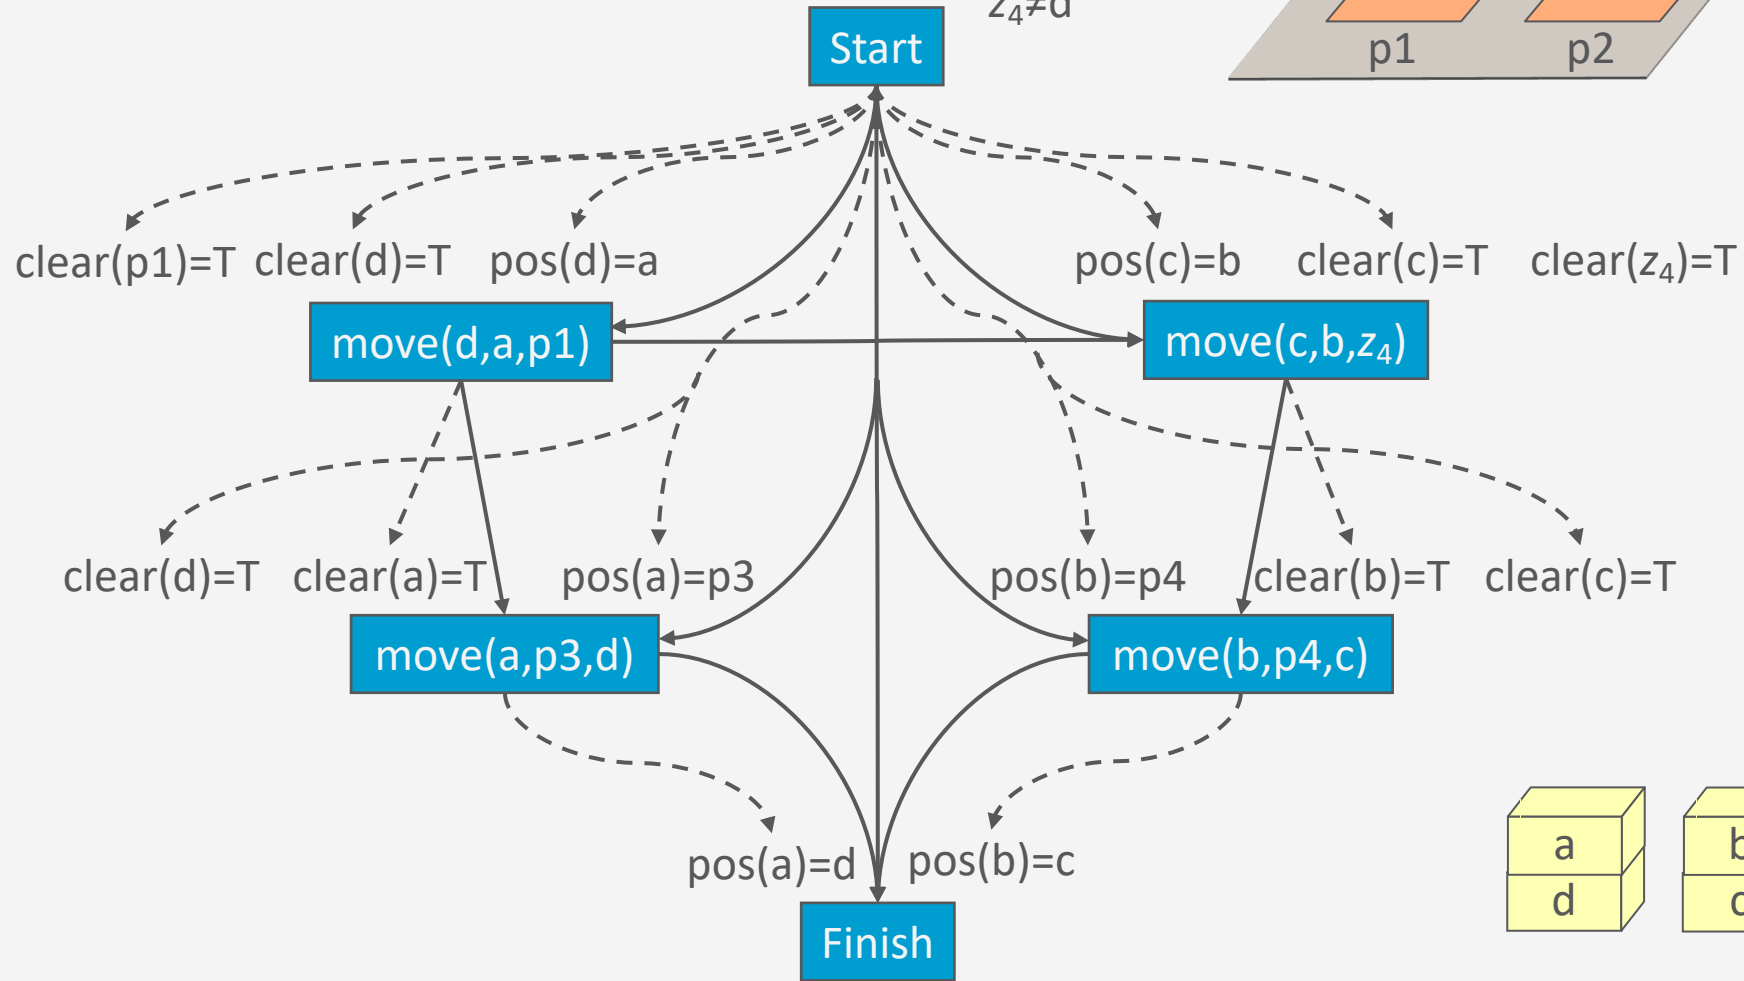 z₄≠d
Start
p1 p2
clear(p1)=T clear(d)=T pos(d)=a pos(c)=b clear(c)=T clear(z₄)=T
move(d,a,p1) move(c,b,z₄)
clear(d)=T clear(a)=T pos(a)=p3 pos(b)=p4 clear(b)=T clear(c)=T
move(a,p3,d) move(b,p4,c)
pos(a)=d pos(b)=c
a
d
Finish